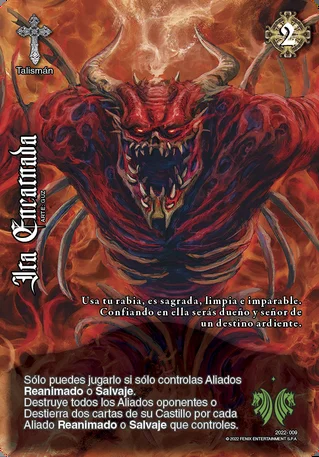 2
Talismán
Ira Encarnada
Usa tu rabia, es sagrada, limpia e imparable.
Confiando en ella serás dueño y señor de
un destino ardiente.
Sólo puedes jugarlo si sólo controlas Aliados
Reanimado o Salvaje.
Destruye todos los Aliados oponentes o
Destierra dos cartas de su Castillo por cada
Aliado Reanimado o Salvaje que controles.
2022- 009
© 2022 FENIX ENTERTAINMENT S.P.A.